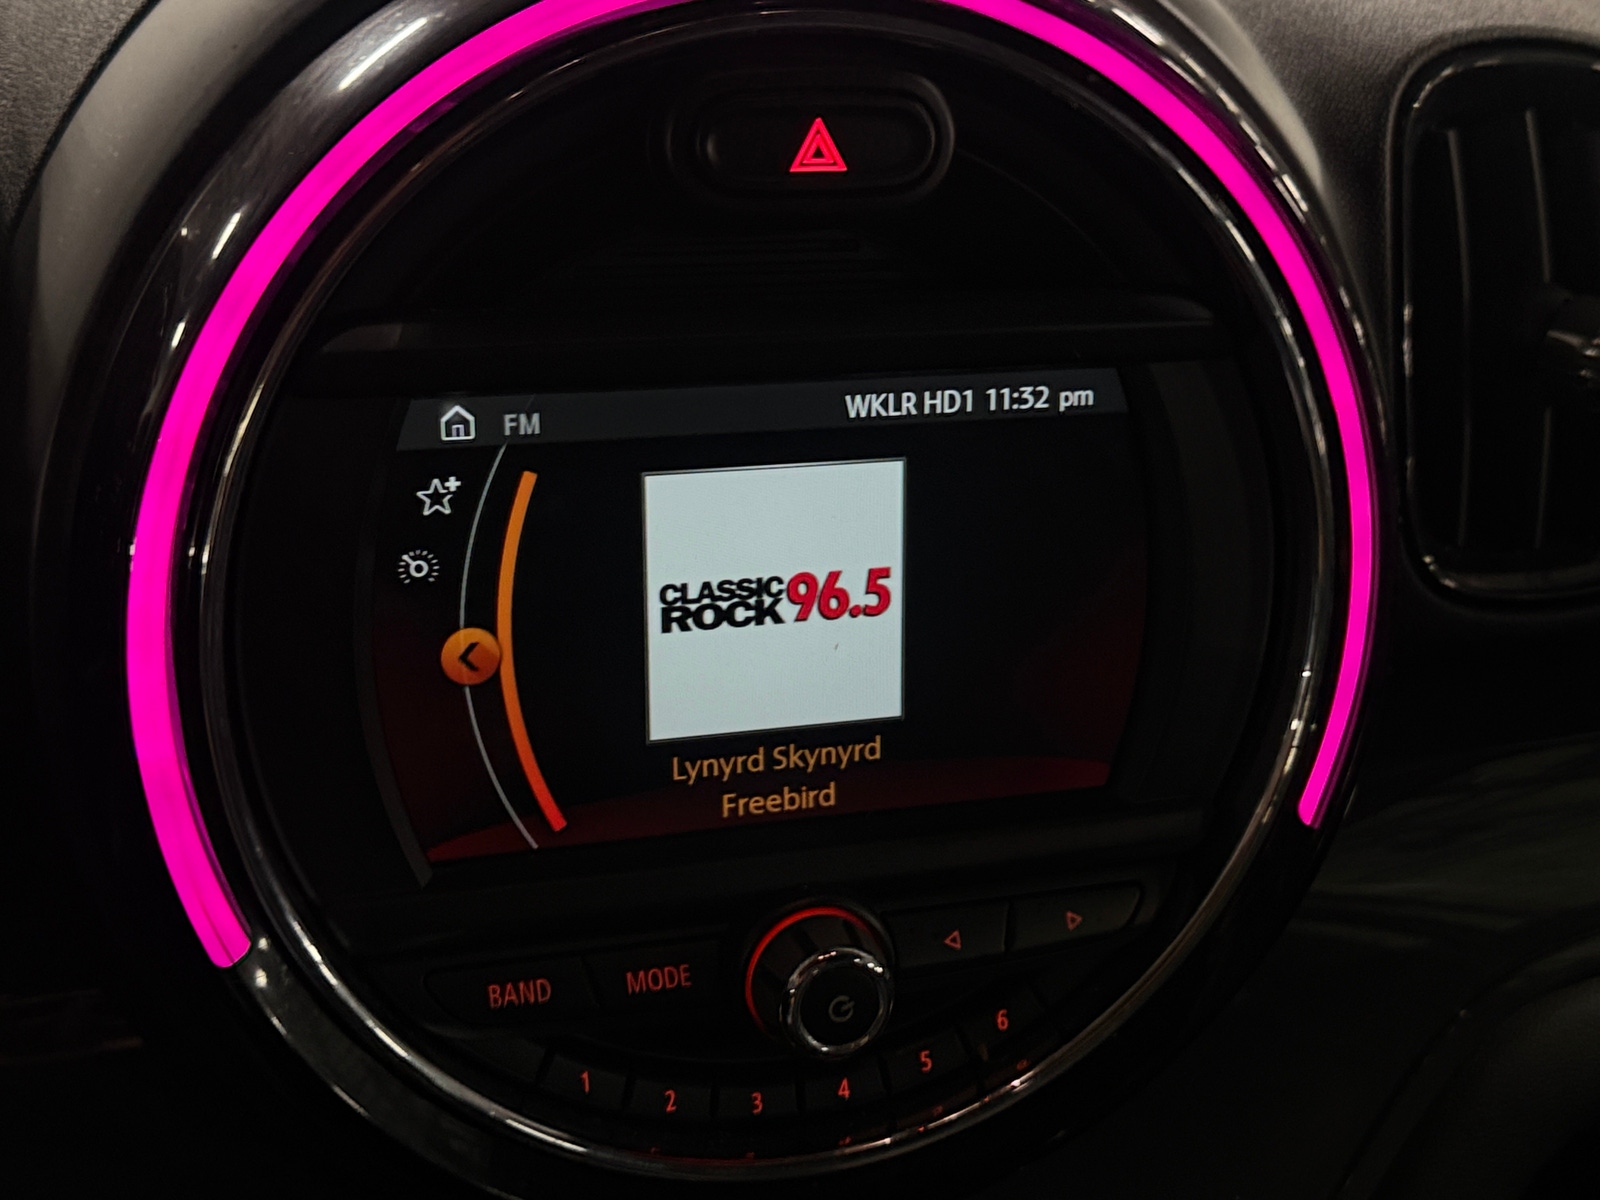 FM
WKLR HD1 11:32 pm
CLASSIC
ROCK 96.5
Lynyrd Skynyrd
Freebird
BAND
MODE
1
2
3
4
5
6